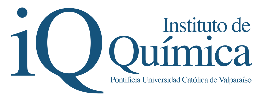 iQ Instituto de
Química
Pontificia Universidad Católica de Valparaíso